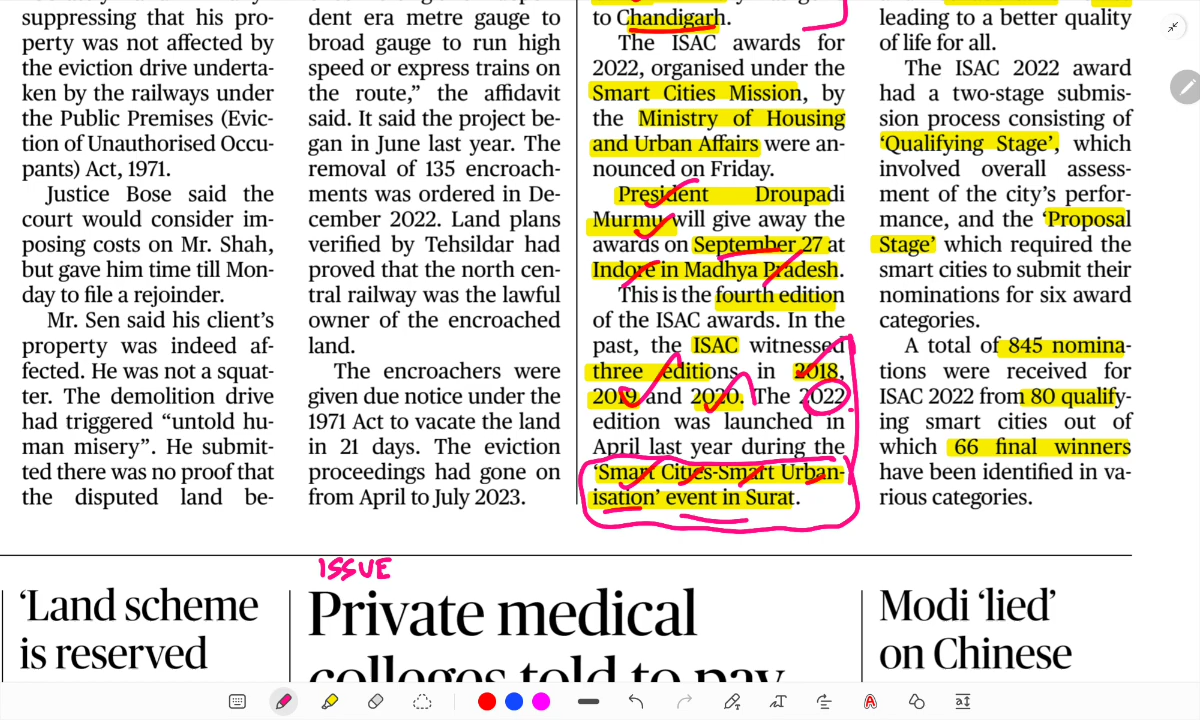 suppressing that his pro-
perty was not affected by
the eviction drive underta-
ken by the railways under
the Public Premises (Evic-
tion of Unauthorised Occu-
pants) Act, 1971.
Justice Bose said the
court would consider im-
posing costs on Mr. Shah,
but gave him time till Mon-
day to file a rejoinder.
Mr. Sen said his client's
property was indeed af-
fected. He was not a squat-
ter. The demolition drive
had triggered "untold hu-
man misery". He submit-
ted there was no proof that
the disputed land be-
dent era metre gauge to
broad gauge to run high
speed or express trains on
the route," the affidavit
said. It said the project be-
gan in June last year. The
removal of 135 encroach-
ments was ordered in De-
cember 2022. Land plans
verified by Tehsildar had
proved that the north cen-
tral railway was the lawful
owner of the encroached
land.
The encroachers were
given due notice under the
1971 Act to vacate the land
in 21 days. The eviction
proceedings had gone on
from April to July 2023.
to Chandigarh.
The ISAC awards for
2022, organised under the
Smart Cities Mission, by
the Ministry of Housing
and Urban Affairs were an-
nounced on Friday.
President Droupadi
Murmu will give away the
awards on September 27 at
Indore in Madhya Pradesh.
This is the fourth edition
of the ISAC awards. In the
past, the ISAC witnessed
three editions in 2018,
2019 and 2020. The 2022
edition was launched in
April last year during the
'Smart Cities-Smart Urban-
isation' event in Surat.
leading to a better quality
of life for all.
The ISAC 2022 award
had a two-stage submis-
sion process consisting of
'Qualifying Stage', which
involved overall assess-
ment of the city's perfor-
mance, and the 'Proposal
Stage' which required the
smart cities to submit their
nominations for six award
categories.
A total of 845 nomina-
tions were received for
ISAC 2022 from 80 qualify-
ing smart cities out of
which 66 final winners
have been identified in va-
rious categories.
'Land scheme
is reserved
ISSUE
Private medical
colleges told to pay
Modi 'lied'
on Chinese